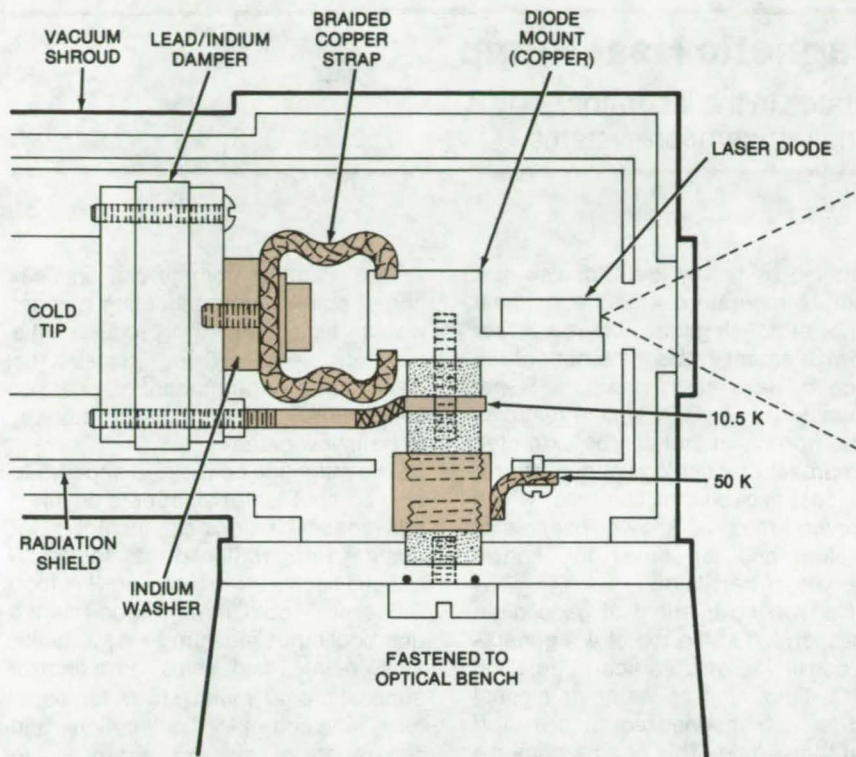 VACUUM
SHROUD
LEAD/INDIUM
DAMPER
BRAIDED
COPPER
STRAP
DIODE
MOUNT
(COPPER)
LASER DIODE
COLD
TIP
10.5 K
50 K
RADIATION
SHIELD
INDIUM
WASHER
FASTENED TO
OPTICAL BENCH